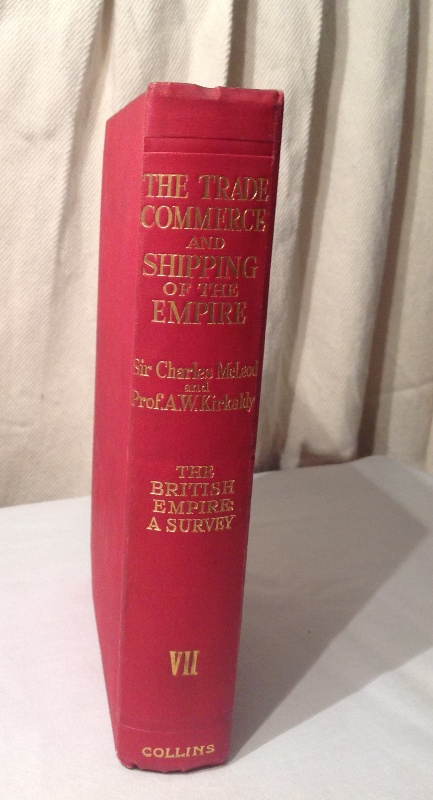 THE TRADE
COMMERCE
AND
SHIPPING
OF THE
EMPIRE
Sir Charles McLeod
and
Prof.A.W.Kirkaldy
THE
BRITISH
EMPIRE:
A SURVEY
VII
COLLINS